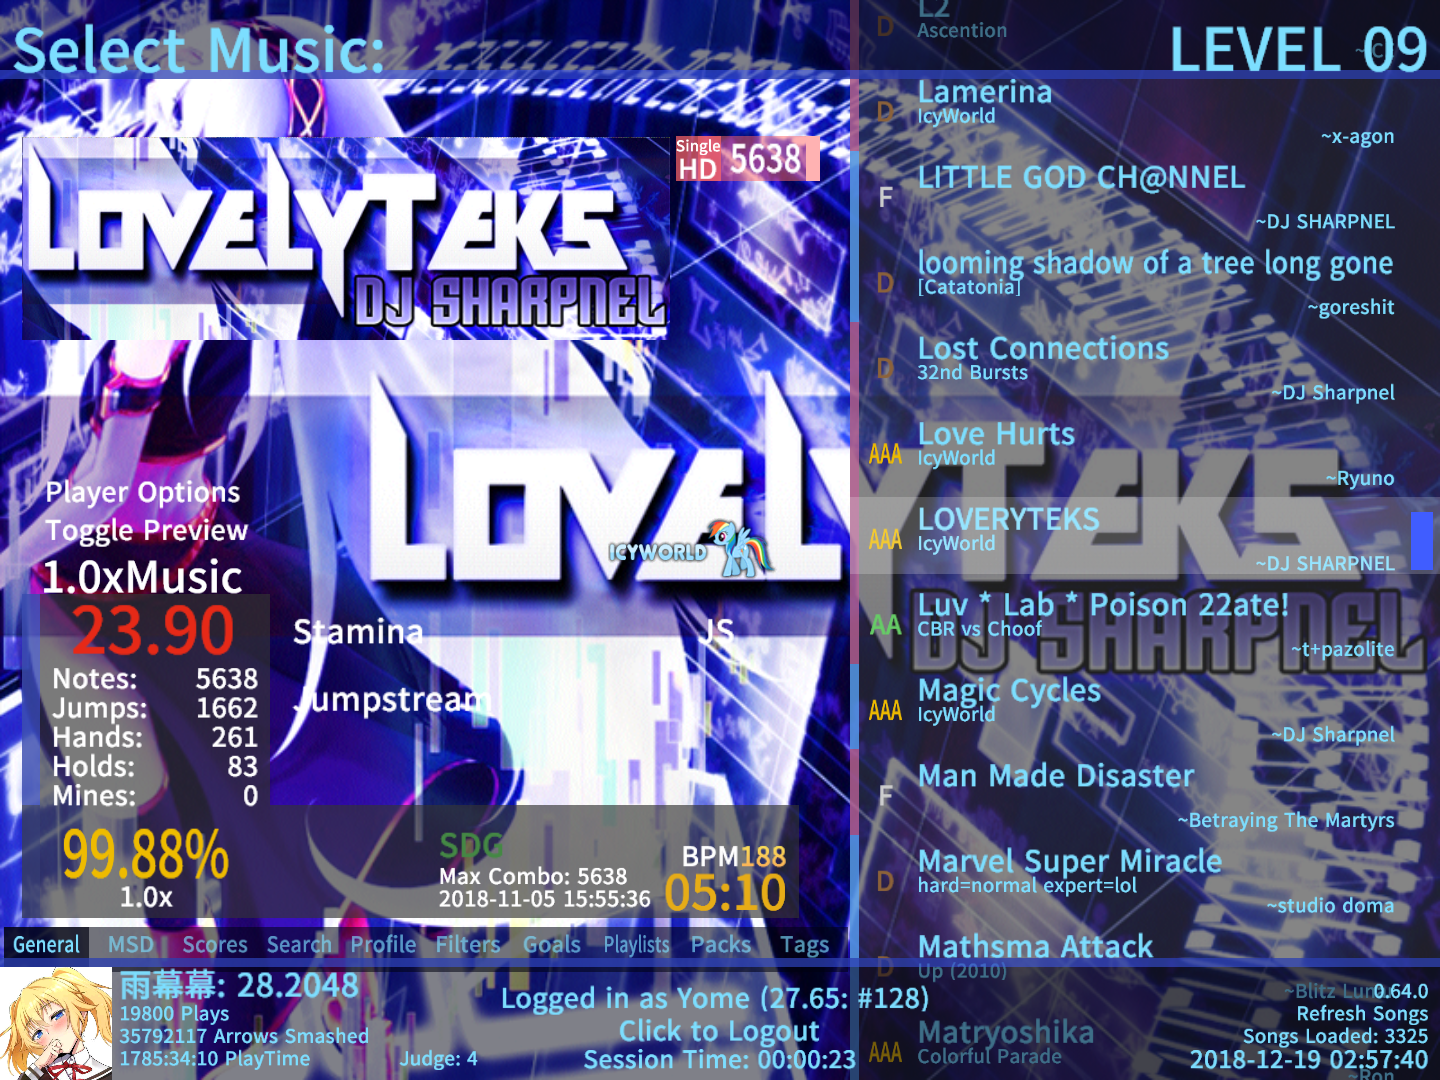 Select Music:
LEVEL 09
LOVELYTEKS
DJ SHARPNEL
Single
HD 5638
LOVELY
ICYWORLD
Player Options
Toggle Preview
1.0xMusic
23.90
Stamina
JS
Jumpstream
Notes: 5638
Jumps: 1662
Hands: 261
Holds: 83
Mines: 0
99.88%
1.0x
SDG
Max Combo: 5638
2018-11-05 15:55:36
BPM188
05:10
General MSD Scores Search Profile Filters Goals Playlists Packs Tags
雨幕幕: 28.2048
19800 Plays
35792117 Arrows Smashed
1785:34:10 PlayTime
Judge: 4
Logged in as Yome (27.65: #128)
Click to Logout
Session Time: 00:00:23
L2
D
Ascention
Lamerina
D
IcyWorld
~x-agon
LITTLE GOD CH@NNEL
F
~DJ SHARPNEL
looming shadow of a tree long gone
D
[Catatonia]
~goreshit
Lost Connections
D
32nd Bursts
~DJ Sharpnel
Love Hurts
AAA
IcyWorld
~Ryuno
LOVERYTEKS
AAA
IcyWorld
~DJ SHARPNEL
Luv * Lab * Poison 22ate!
AA
CBR vs Choof
~t+pazolite
Magic Cycles
AAA
IcyWorld
~DJ Sharpnel
Man Made Disaster
F
~Betraying The Martyrs
Marvel Super Miracle
D
hard=normal expert=lol
~studio doma
Mathsma Attack
D
Up (2010)
~Blitz
Matryoshika
AAA
Colorful Parade
~Ron
0.64.0
Refresh Songs
Songs Loaded: 3325
2018-12-19 02:57:40